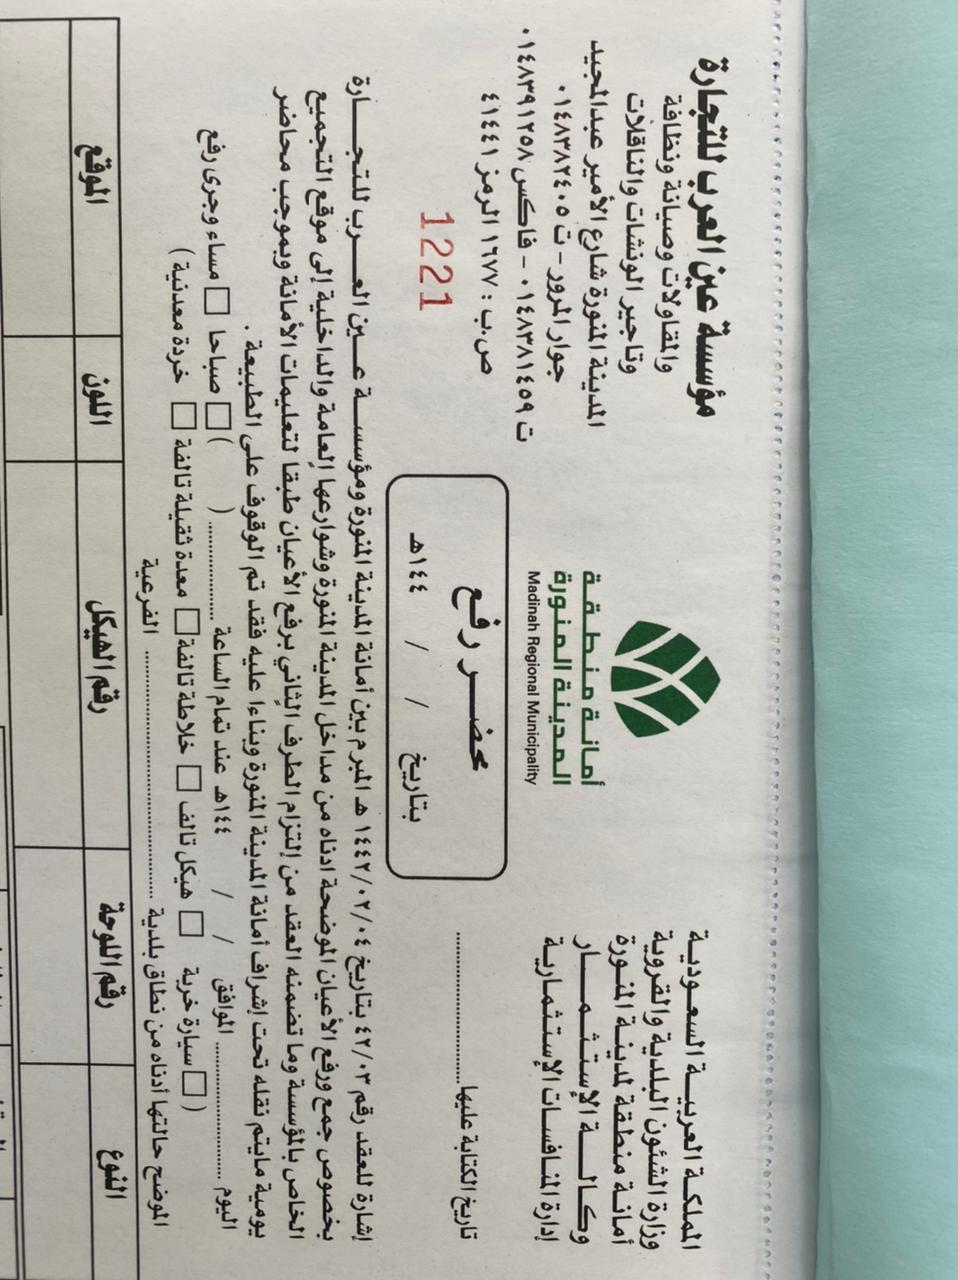 المملكة العربية السعودية
وزارة الشئون البلدية والقروية
أمانة منطقة لمدينة المنورة
وكالة الإستثمار
إدارة المنافسات الإستثمارية
تاريخ الكتابة عليها
أمانة منطقة
المدينة المنورة
Madinah Regional Municipality
محضر رفع
بتاريخ / / ١٤٤هـ
مؤسسة عين العرب للتجارة
والمقاولات وصيانة ونظافة
وتاجير الونشات والناقلات
المدينة المنورة شارع الأمير عبدالمجيد
جوار المرور – ت ٠١٤٨٣٨٢٤٠٥
ت ٠١٤٨٣٨١٤٥٩ – فاكس ٠١٤٨٣٩١٢٥٨
ص.ب : ١٦٧٧ الرمز ٤١٤٤١
1221
إشارة للعقد رقم ٤٢/٠٣ بتاريخ ١٤٤٢/٠٢/٠٤ هـ المبرم بين أمانة المدينة المنورة ومؤسسة عين العرب للتجارة
بخصوص جمع ورفع الأعيان الموضحة ادناه من مداخل المدينة المنورة وشوارعها العامة والداخلية إلى موقع التجميع
الخاص بالمؤسسة وما تضمنه العقد من إلتزام الطرف الثاني برفع الأعيان طبقا لتعليمات الأمانة وبموجب محاضر
يومية مايتم نقله تحت إشراف أمانة المدينة المنورة وبناءا عليه فقد تم الوقوف على الطبيعة .
اليوم .................... الموافق / / ١٤٤هـ عند تمام الساعة .................... ( ) صباحا مساء وجرى رفع
( سيارة خربة هيكل تالف خلاطة تالفة معدة ثقيلة تالفة خردة معدنية )
الموضح حالتها أدناه من نطاق بلدية .................... الفرعية
النوع رقم اللوحة رقم الهيكل اللون الموقع